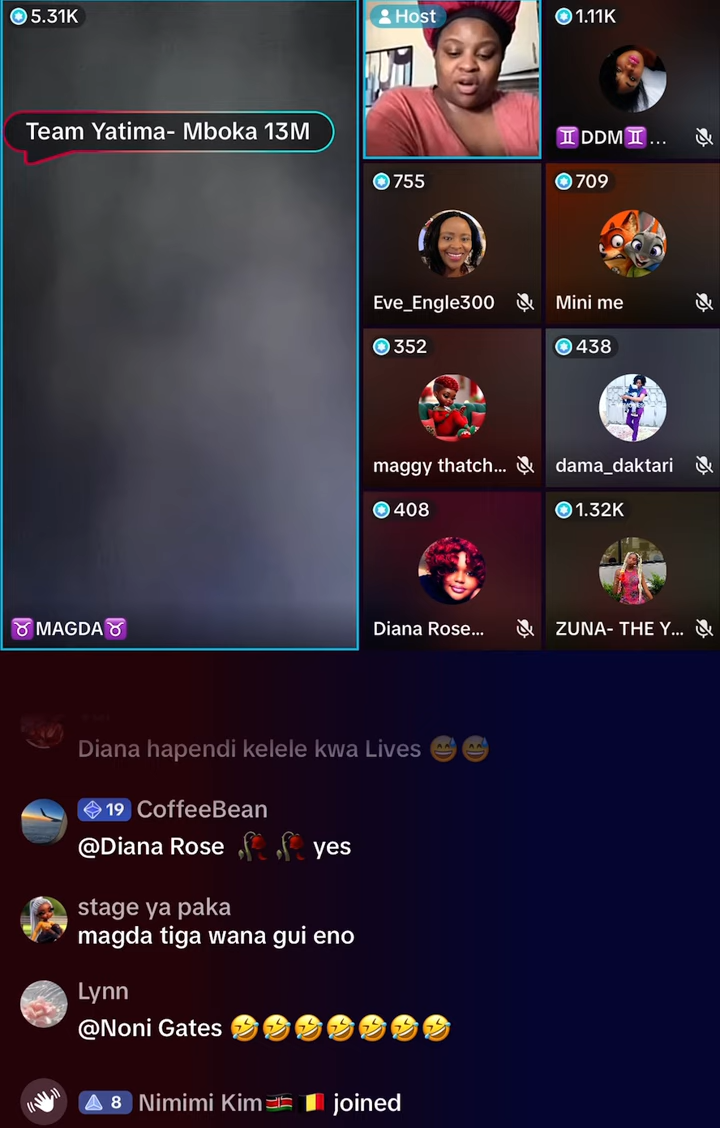 5.31K
Team Yatima- Mboka 13M
♉MAGDA♉
Host
1.11K
♊DDM♊...
755
Eve_Engle300
709
Mini me
352
maggy thatch...
438
dama_daktari
408
Diana Rose...
1.32K
ZUNA- THE Y...
Diana hapendi kelele kwa Lives 😅😅
19 CoffeeBean
@Diana Rose 🥀🥀 yes
stage ya paka
magda tiga wana gui eno
Lynn
@Noni Gates 🤣🤣🤣🤣🤣🤣🤣
8 Nimimi Kim🇰🇪🇧🇪 joined